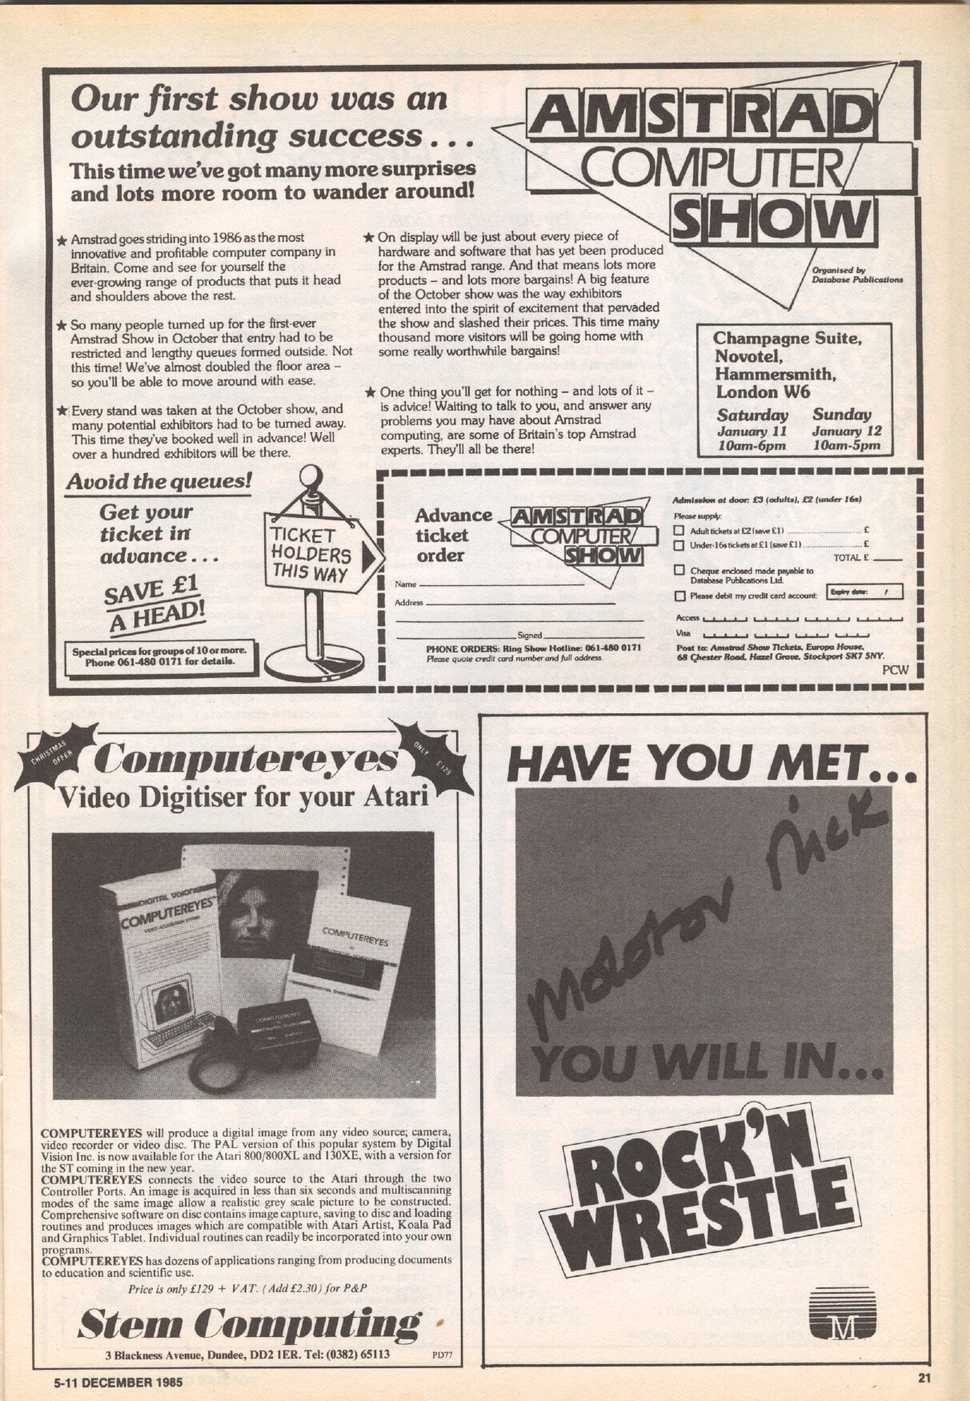 Our first show was an
outstanding success . . .
This time we've got many more surprises
and lots more room to wander around!
AMSTRAD
COMPUTER
SHOW
Organised by
Database Publications
★ Amstrad goes striding into 1986 as the most
innovative and profitable computer company in
Britain. Come and see for yourself the
ever-growing range of products that puts it head
and shoulders above the rest.
★ So many people turned up for the first-ever
Amstrad Show in October that entry had to be
restricted and lengthy queues formed outside. Not
this time! We've almost doubled the floor area –
so you'll be able to move around with ease.
★ Every stand was taken at the October show, and
many potential exhibitors had to be turned away.
This time they've booked well in advance! Well
over a hundred exhibitors will be there.
★ On display will be just about every piece of
hardware and software that has yet been produced
for the Amstrad range. And that means lots more
products – and lots more bargains! A big feature
of the October show was the way exhibitors
entered into the spirit of excitement that pervaded
the show and slashed their prices. This time many
thousand more visitors will be going home with
some really worthwhile bargains!
★ One thing you'll get for nothing – and lots of it –
is advice! Waiting to talk to you, and answer any
problems you may have about Amstrad
computing, are some of Britain's top Amstrad
experts. They'll all be there!
Champagne Suite,
Novotel,
Hammersmith,
London W6
Saturday Sunday
January 11 January 12
10am-6pm 10am-5pm
Avoid the queues!
Get your
ticket in
advance . . .
SAVE £1
A HEAD!
TICKET
HOLDERS
THIS WAY
Special prices for groups of 10 or more.
Phone 061-480 0171 for details.
Advance
ticket
order
AMSTRAD
COMPUTER
SHOW
Name
Address
Signed
PHONE ORDERS: Ring Show Hotline: 061-480 0171
Please quote credit card number and full address
Admission at door: £3 (adults), £2 (under 16s)
Please supply:
Adult tickets at £2 (save £1) £
Under-16s tickets at £1 (save £1) £
TOTAL £
Cheque enclosed made payable to
Database Publications Ltd.
Please debit my credit card account: Expiry date: /
Access
Visa
Post to: Amstrad Show Tickets, Europa House,
68 Chester Road, Hazel Grove, Stockport SK7 5NY.
PCW
CHRISTMAS
OFFER
ONLY
£129
Computereyes
Video Digitiser for your Atari
DIGITAL VISION
COMPUTEREYES
COMPUTEREYES
COMPUTEREYES will produce a digital image from any video source; camera,
video recorder or video disc. The PAL version of this popular system by Digital
Vision Inc. is now available for the Atari 800/800XL and 130XE, with a version for
the ST coming in the new year.
COMPUTEREYES connects the video source to the Atari through the two
Controller Ports. An image is acquired in less than six seconds and multiscanning
modes of the same image allow a realistic grey scale picture to be constructed.
Comprehensive software on disc contains image capture, saving to disc and loading
routines and produces images which are compatible with Atari Artist, Koala Pad
and Graphics Tablet. Individual routines can readily be incorporated into your own
programs.
COMPUTEREYES has dozens of applications ranging from producing documents
to education and scientific use.
Price is only £129 + VAT. (Add £2.30) for P&P
Stem Computing
3 Blackness Avenue, Dundee, DD2 1ER. Tel: (0382) 65113
PD77
HAVE YOU MET...
Molotov Mick
YOU WILL IN...
ROCK'N
WRESTLE
M
5-11 DECEMBER 1985
21